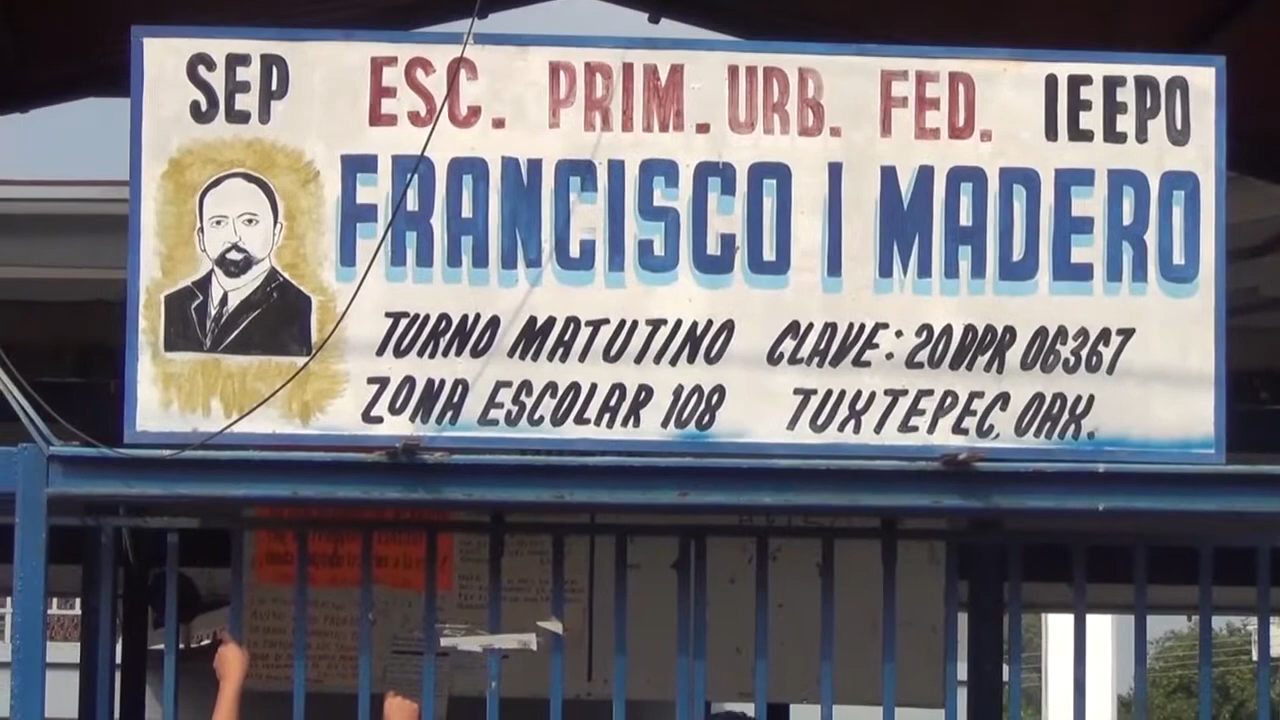 SEP ESC. PRIM. URB. FED. IEEPO
FRANCISCO I MADERO
TURNO MATUTINO CLAVE: 20DPR 06367
ZONA ESCOLAR 108 TUXTEPEC, OAX.